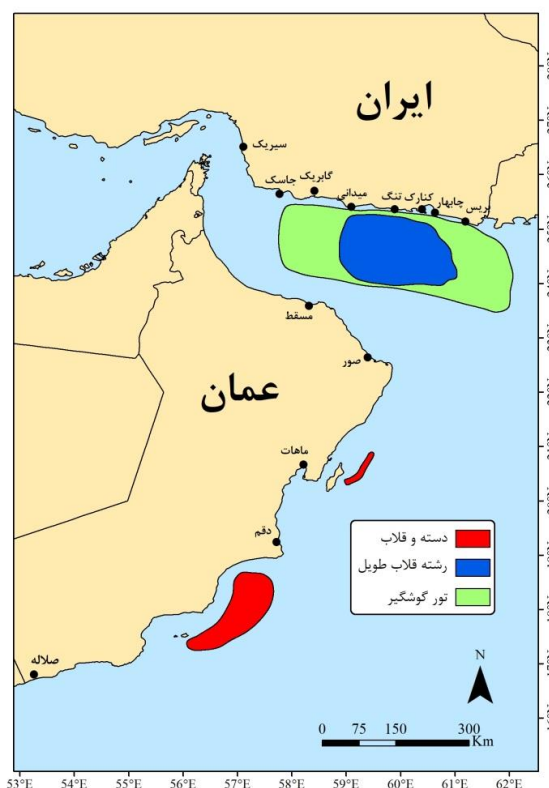 ایران
سیریک
جاسک
گابریک
میدانی
تنگ
کنارک
چابهار
بریس
مسقط
صور
عمان
ماهات
دقم
صلاله
دسته و قلاب
رشته قلاب طویل
تور گوشگیر
N
0 75 150 300
Km
53°E 54°E 55°E 56°E 57°E 58°E 59°E 60°E 61°E 62°E